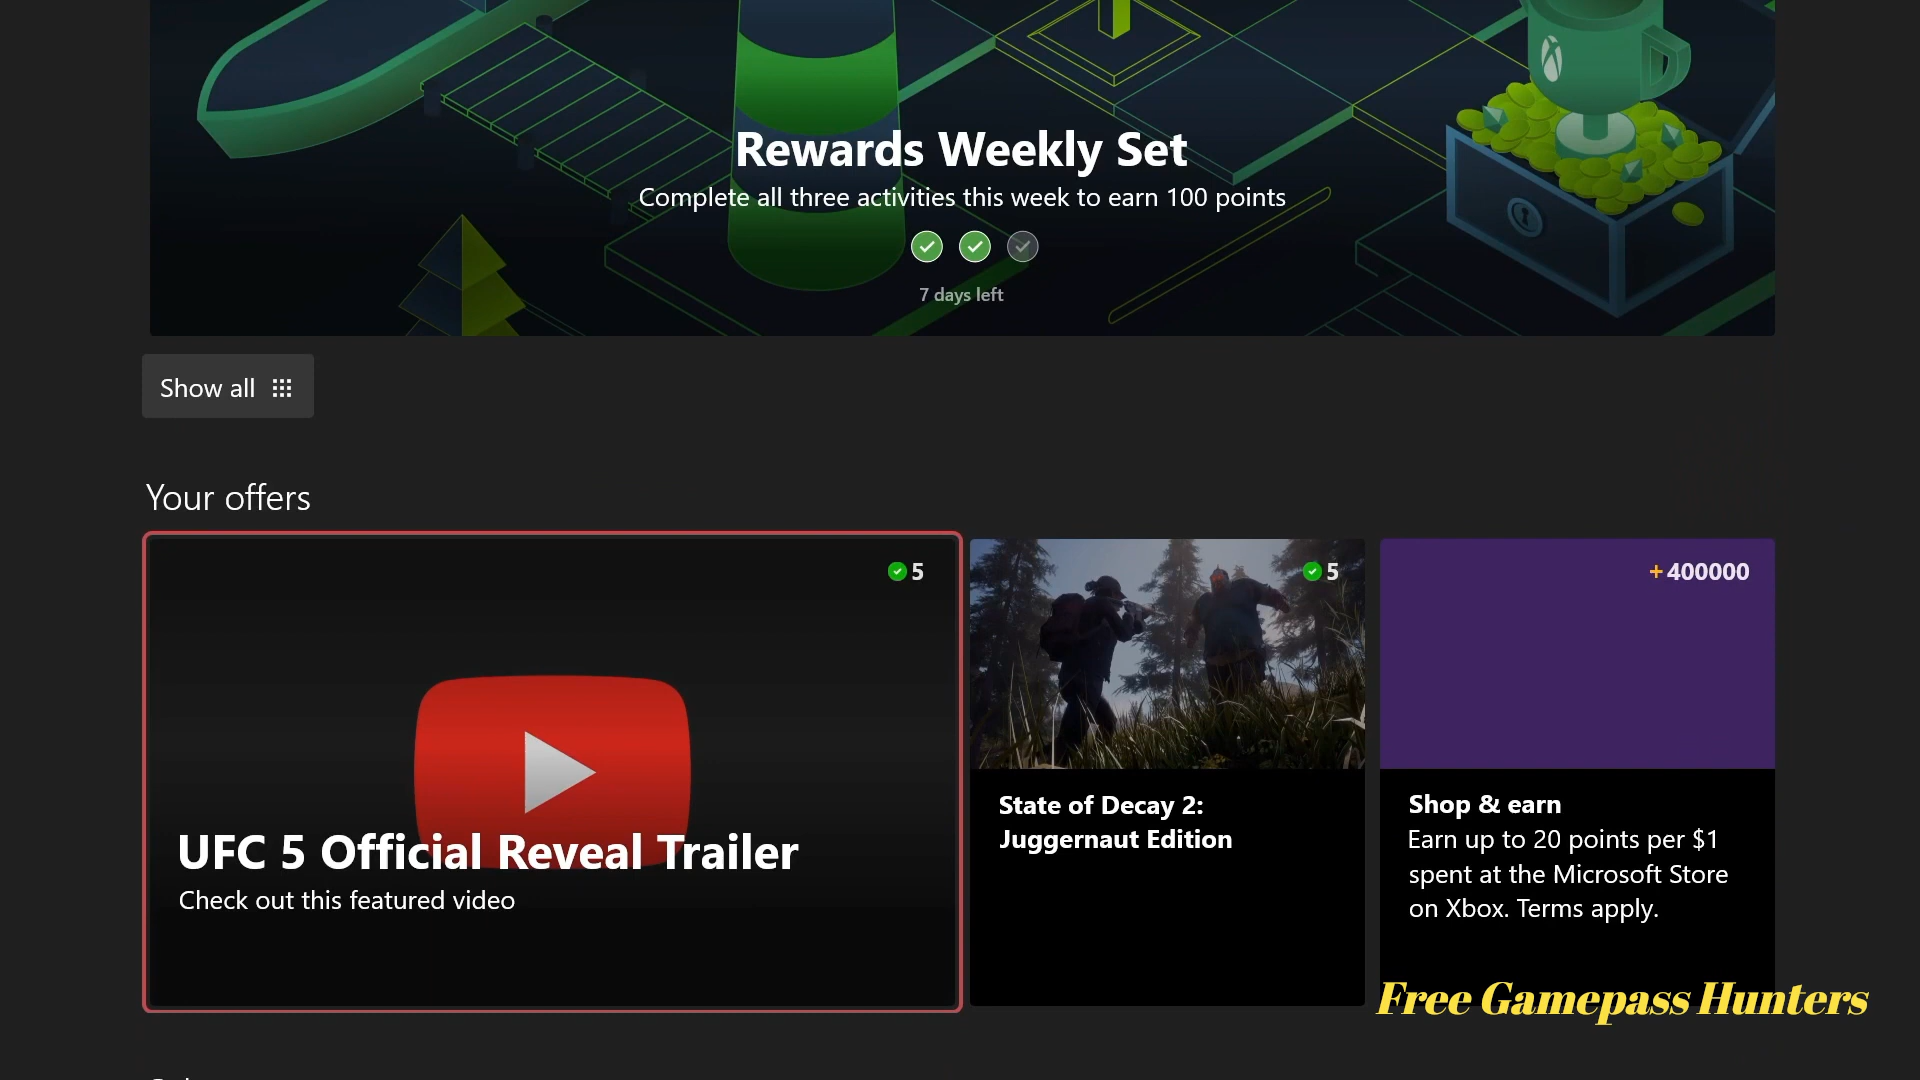 Rewards Weekly Set
Complete all three activities this week to earn 100 points
7 days left
Show all
Your offers
5
UFC 5 Official Reveal Trailer
Check out this featured video
5
State of Decay 2:
Juggernaut Edition
+400000
Shop & earn
Earn up to 20 points per $1
spent at the Microsoft Store
on Xbox. Terms apply.
Free Gamepass Hunters